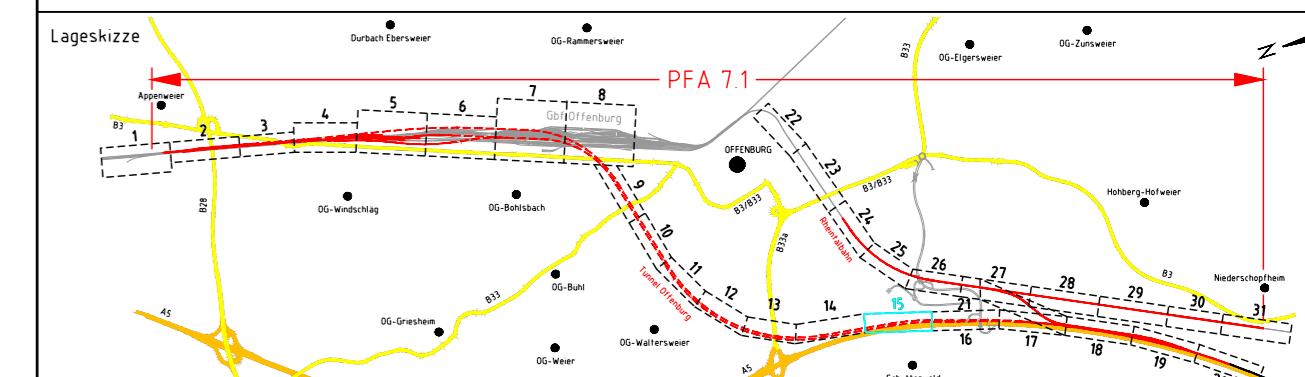 Lageskizze
Durbach Ebersweier
OG-Rammersweier
B33
OG-Elgersweier
OG-Zunsweier
N
PFA 7.1
Appenweier
B3
1
2
3
4
5
6
7
8
Gbf Offenburg
22
23
24
25
26
27
28
29
30
31
OFFENBURG
B3/B33
B3/B33
B33a
Rheintalbahn
Hohberg-Hofweier
B3
Niederschopfheim
B28
OG-Windschläg
OG-Bohlsbach
9
10
11
12
13
14
15
21
16
17
18
19
Tunnel Offenburg
OG-Bühl
B33
OG-Griesheim
OG-Weier
OG-Waltersweier
A5
A5